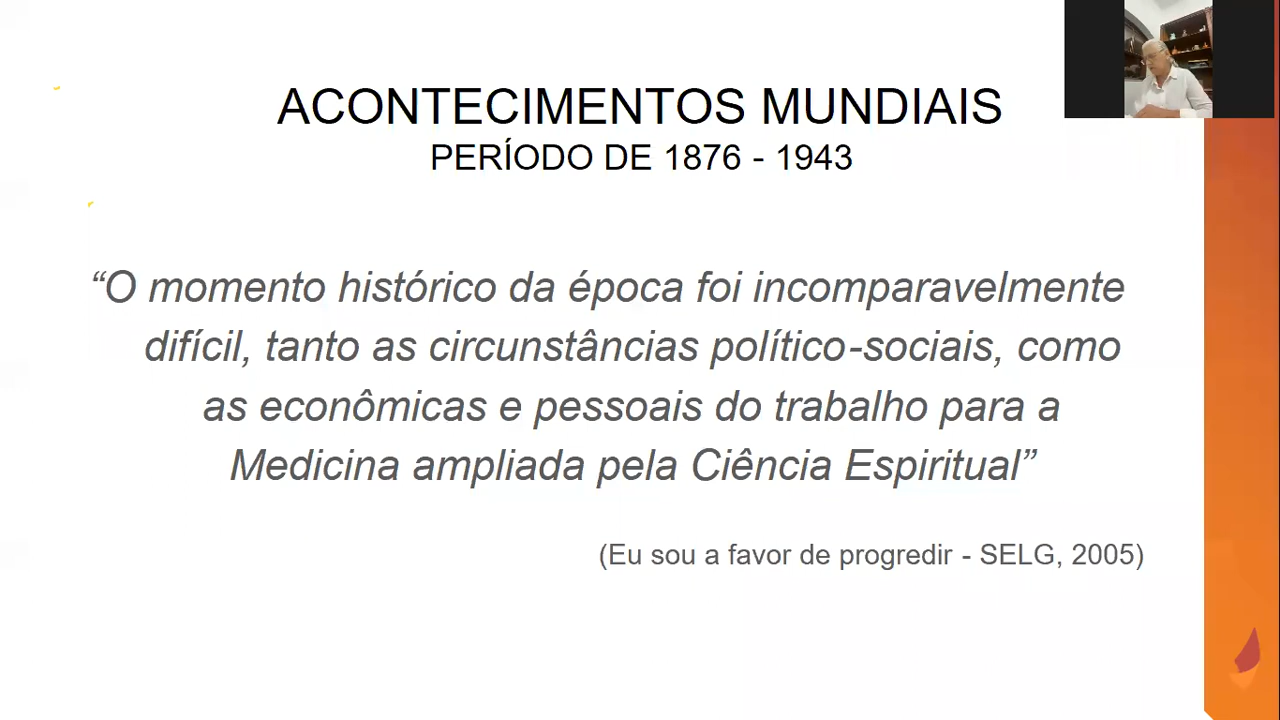 ACONTECIMENTOS MUNDIAIS
PERÍODO DE 1876 - 1943
“O momento histórico da época foi incomparavelmente
difícil, tanto as circunstâncias político-sociais, como
as econômicas e pessoais do trabalho para a
Medicina ampliada pela Ciência Espiritual”
(Eu sou a favor de progredir - SELG, 2005)